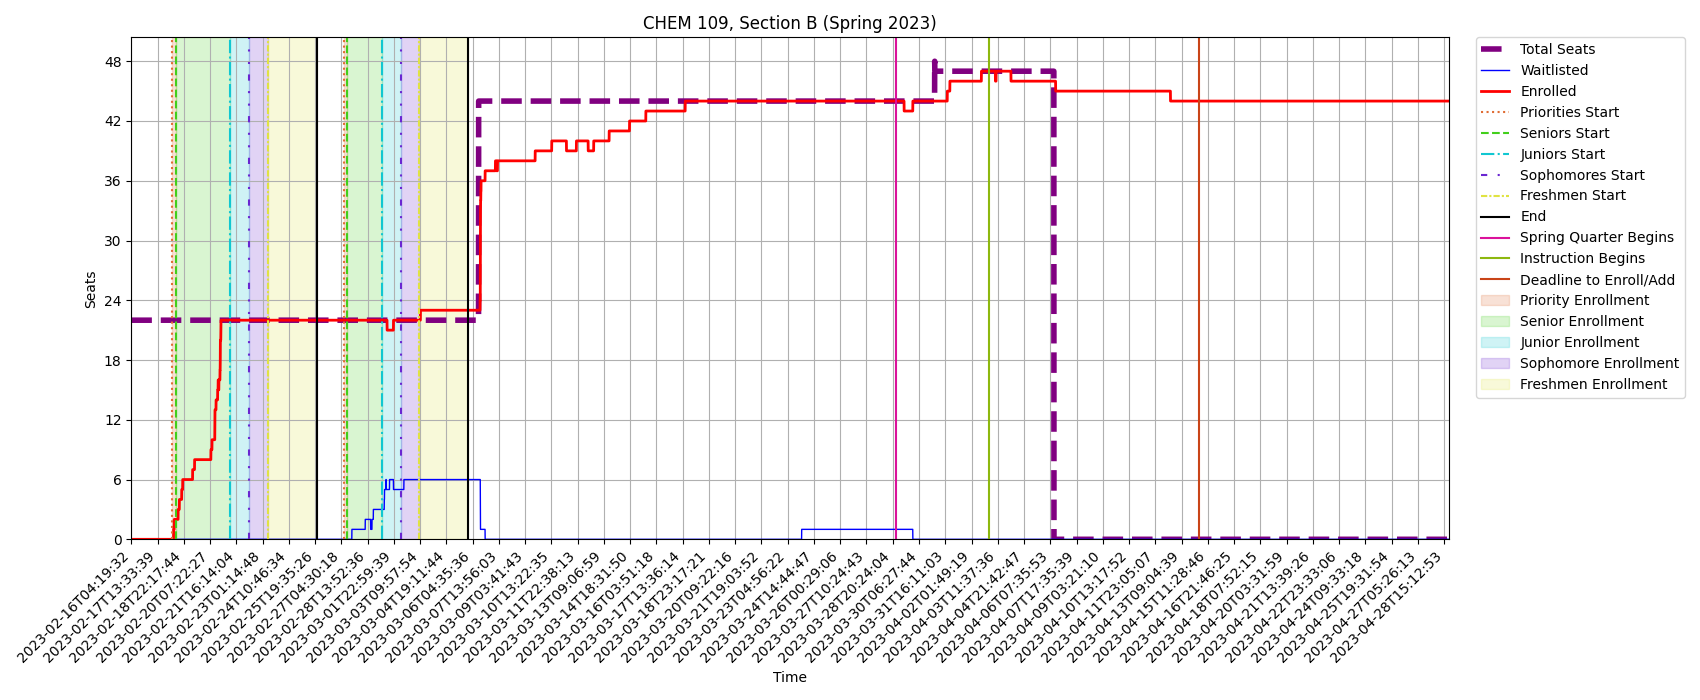 CHEM 109, Section B (Spring 2023)
Seats
48
42
36
30
24
18
12
6
0
2023-02-16T04:19:32
2023-02-17T13:33:39
2023-02-18T22:17:44
2023-02-20T07:22:27
2023-02-21T16:14:04
2023-02-23T01:14:48
2023-02-24T10:46:34
2023-02-25T19:35:26
2023-02-27T04:30:18
2023-02-28T13:52:36
2023-03-01T22:59:39
2023-03-03T09:57:54
2023-03-04T19:11:44
2023-03-06T04:35:36
2023-03-07T13:56:03
2023-03-09T03:41:43
2023-03-10T13:22:35
2023-03-11T22:38:13
2023-03-13T09:06:59
2023-03-14T18:31:50
2023-03-16T03:51:18
2023-03-17T13:36:14
2023-03-18T23:17:21
2023-03-20T09:22:16
2023-03-21T19:03:52
2023-03-23T04:56:22
2023-03-24T14:44:47
2023-03-26T00:29:06
2023-03-27T10:24:43
2023-03-28T20:24:04
2023-03-30T06:27:44
2023-03-31T16:11:03
2023-04-02T01:49:19
2023-04-03T11:37:36
2023-04-04T21:42:47
2023-04-06T07:35:53
2023-04-07T17:35:39
2023-04-09T03:21:10
2023-04-10T13:17:52
2023-04-11T23:05:07
2023-04-13T09:04:39
2023-04-15T11:28:46
2023-04-16T21:46:25
2023-04-18T07:52:15
2023-04-20T03:31:59
2023-04-21T13:39:26
2023-04-22T23:33:06
2023-04-24T09:33:18
2023-04-25T19:31:54
2023-04-27T05:26:13
2023-04-28T15:12:53
Time
Total Seats
Waitlisted
Enrolled
Priorities Start
Seniors Start
Juniors Start
Sophomores Start
Freshmen Start
End
Spring Quarter Begins
Instruction Begins
Deadline to Enroll/Add
Priority Enrollment
Senior Enrollment
Junior Enrollment
Sophomore Enrollment
Freshmen Enrollment